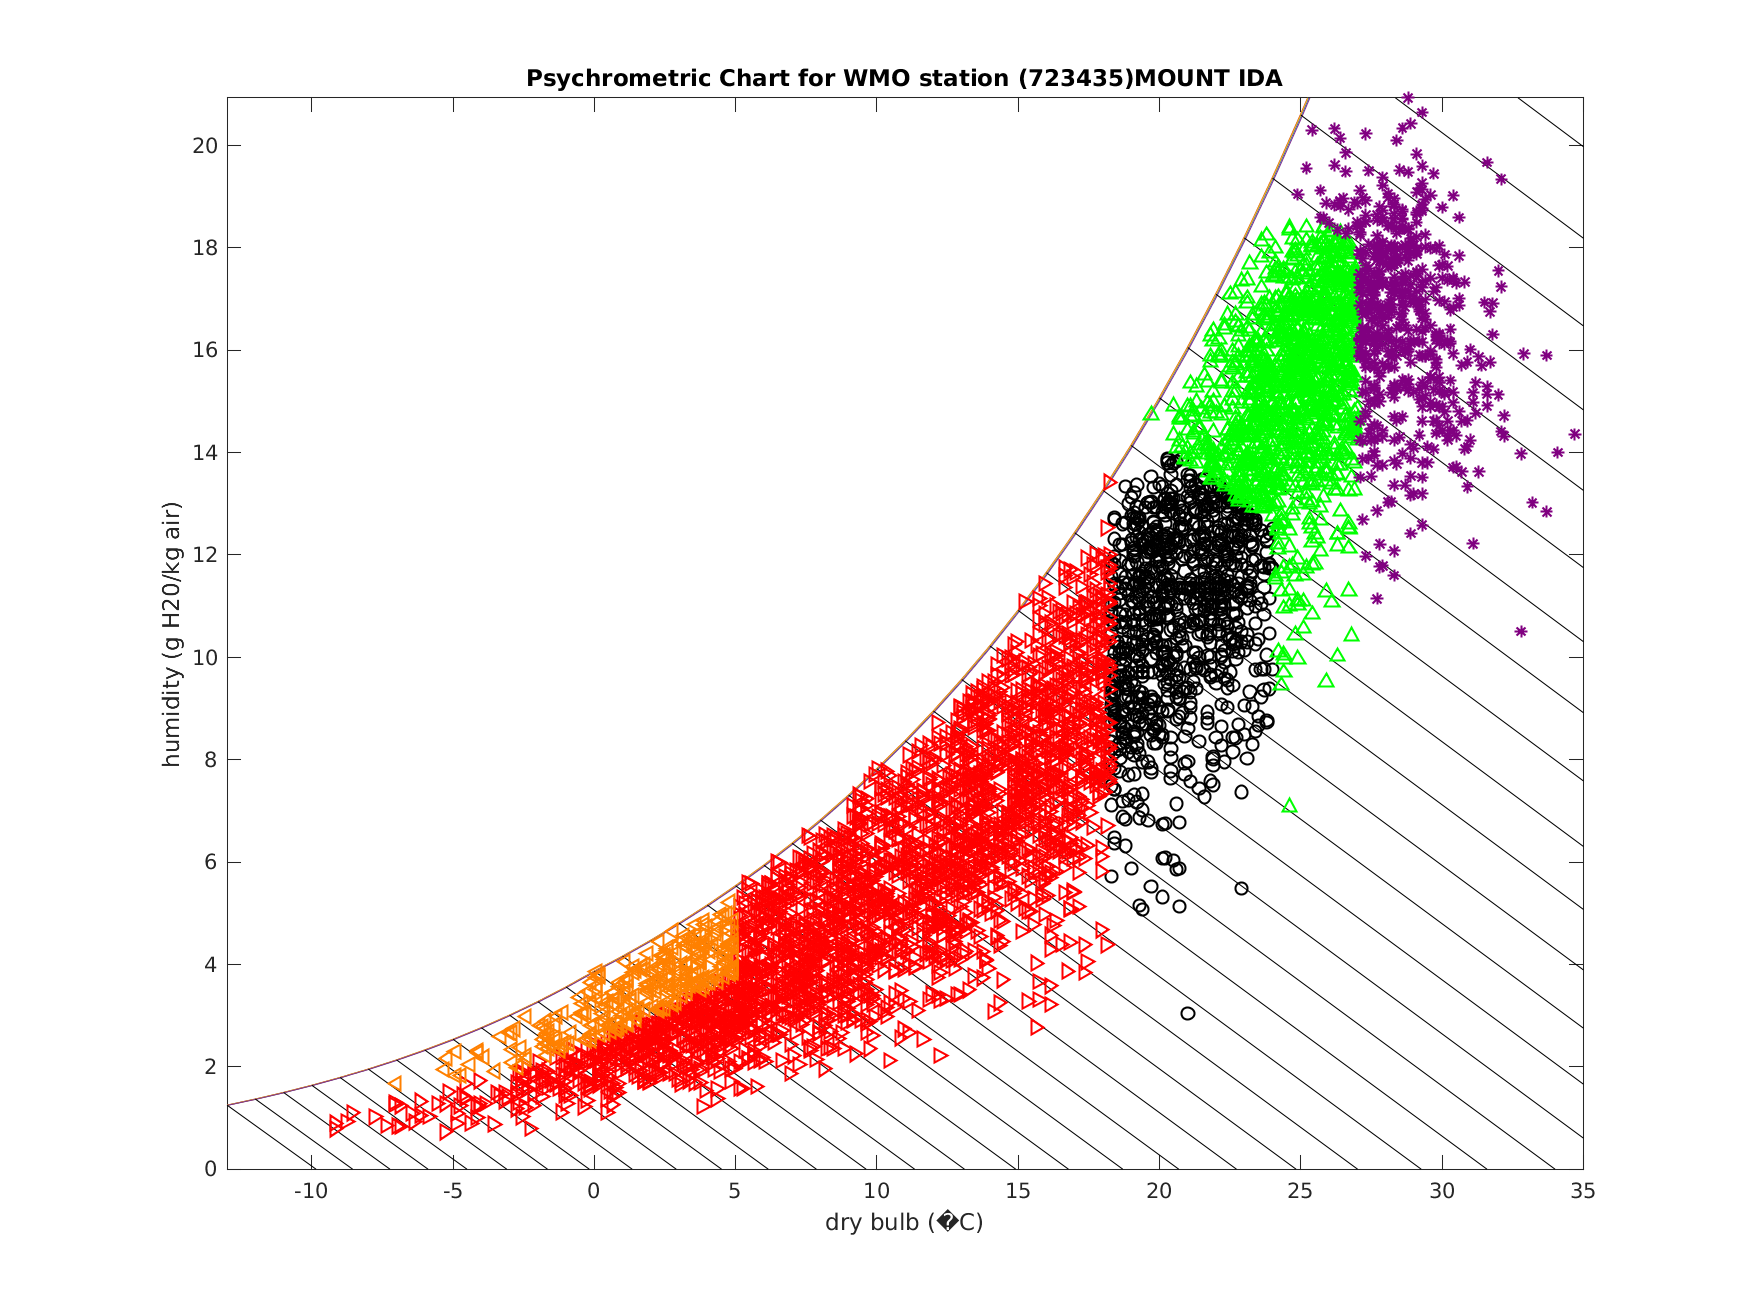 Psychrometric Chart for WMO station (723435)MOUNT IDA
humidity (g H20/kg air)
20
18
16
14
12
10
8
6
4
2
0
-10 -5 0 5 10 15 20 25 30 35
dry bulb (�C)